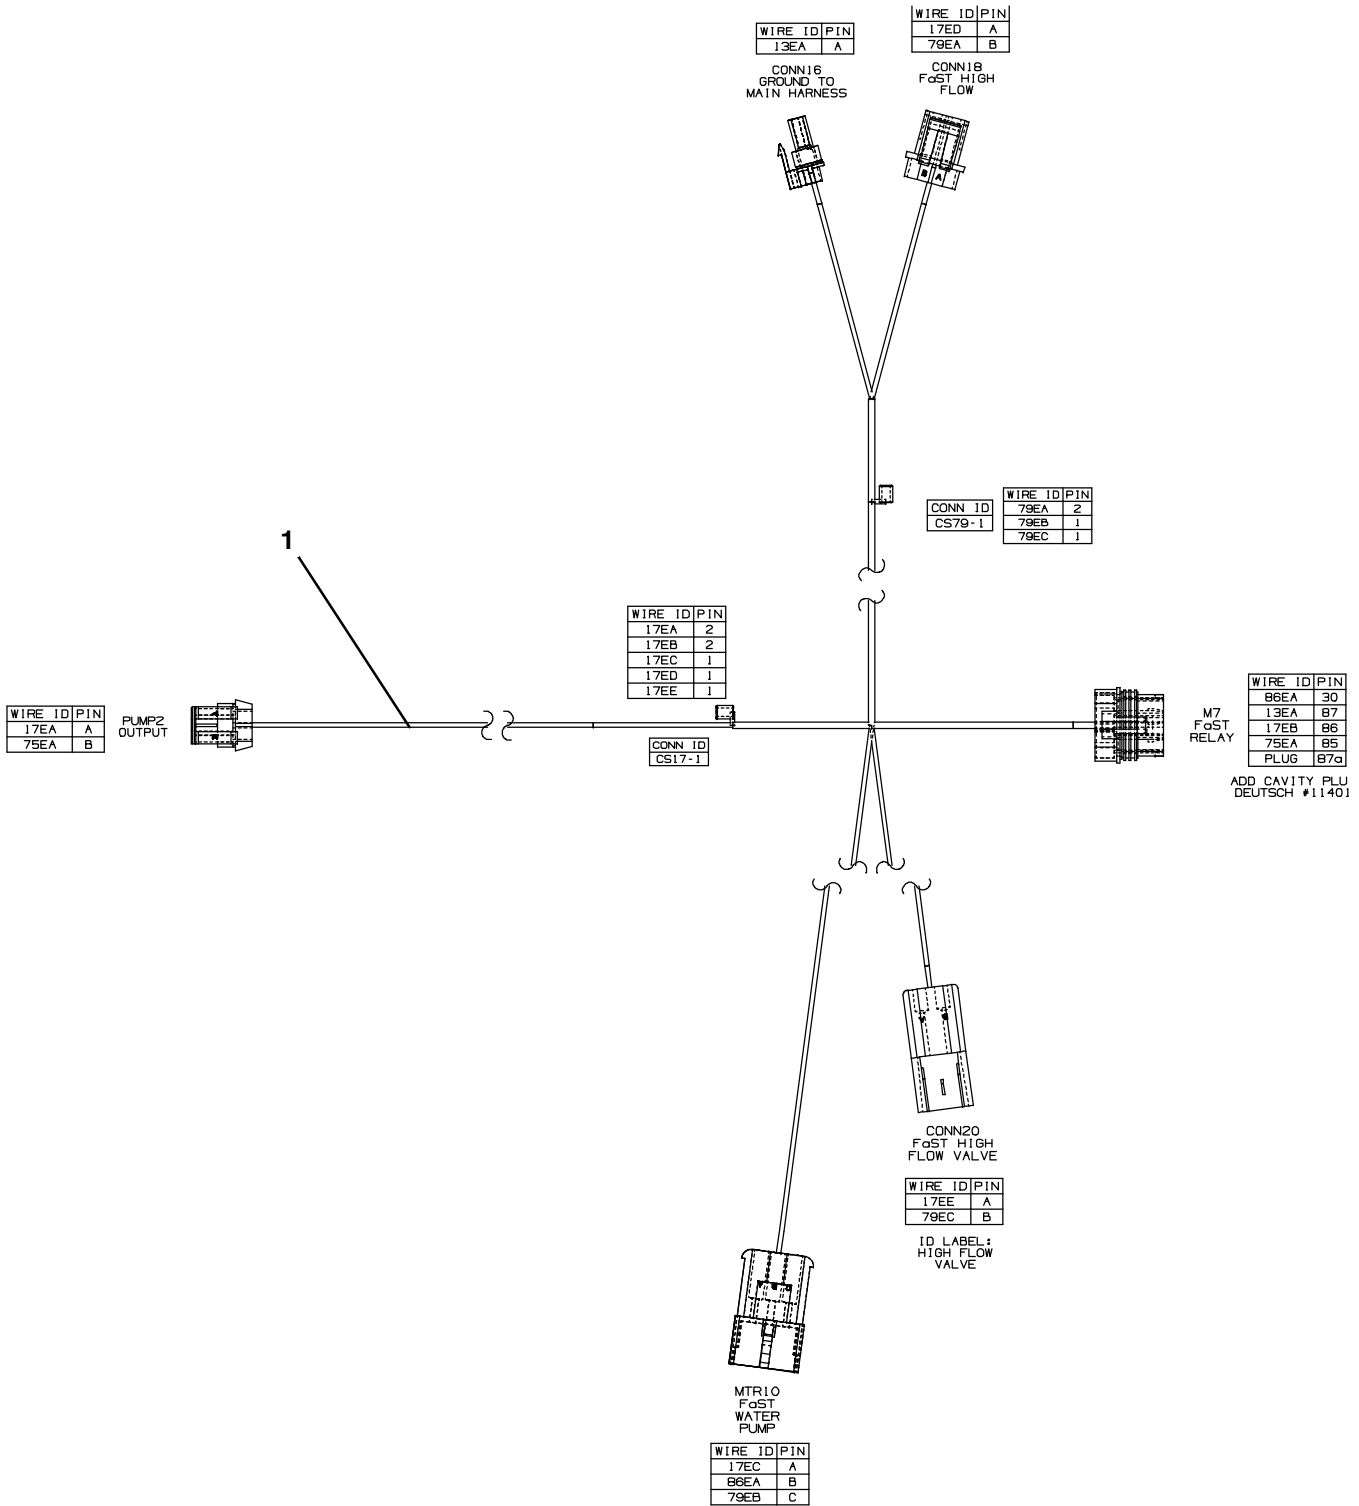 WIRE ID PIN
13EA A
CONN16
GROUND TO
MAIN HARNESS
WIRE ID PIN
17ED A
79EA B
CONN18
FaST HIGH
FLOW
B A
CONN ID
CS79-1
WIRE ID PIN
79EA 2
79EB 1
79EC 1
1
WIRE ID PIN
17EA 2
17EB 2
17EC 1
17ED 1
17EE 1
CONN ID
CS17-1
WIRE ID PIN
17EA A
75EA B
PUMP2
OUTPUT
M7
FaST
RELAY
WIRE ID PIN
86EA 30
13EA 87
17EB 86
75EA 85
PLUG 87a
ADD CAVITY PLU
DEUTSCH #11401
CONN20
FaST HIGH
FLOW VALVE
WIRE ID PIN
17EE A
79EC B
ID LABEL:
HIGH FLOW
VALVE
MTR10
FaST
WATER
PUMP
WIRE ID PIN
17EC A
86EA B
79EB C